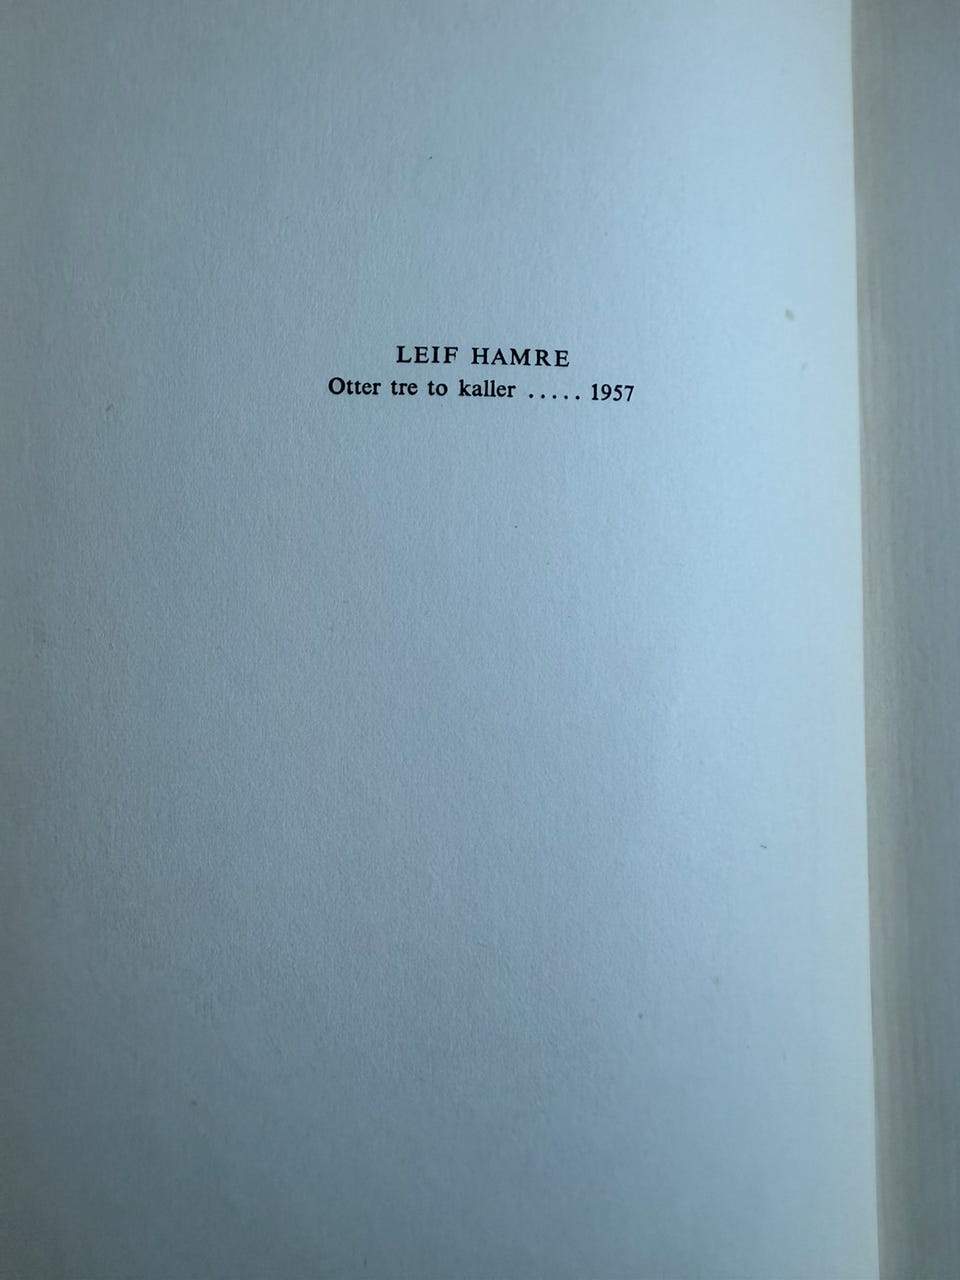 LEIF HAMRE
Otter tre to kaller ..... 1957